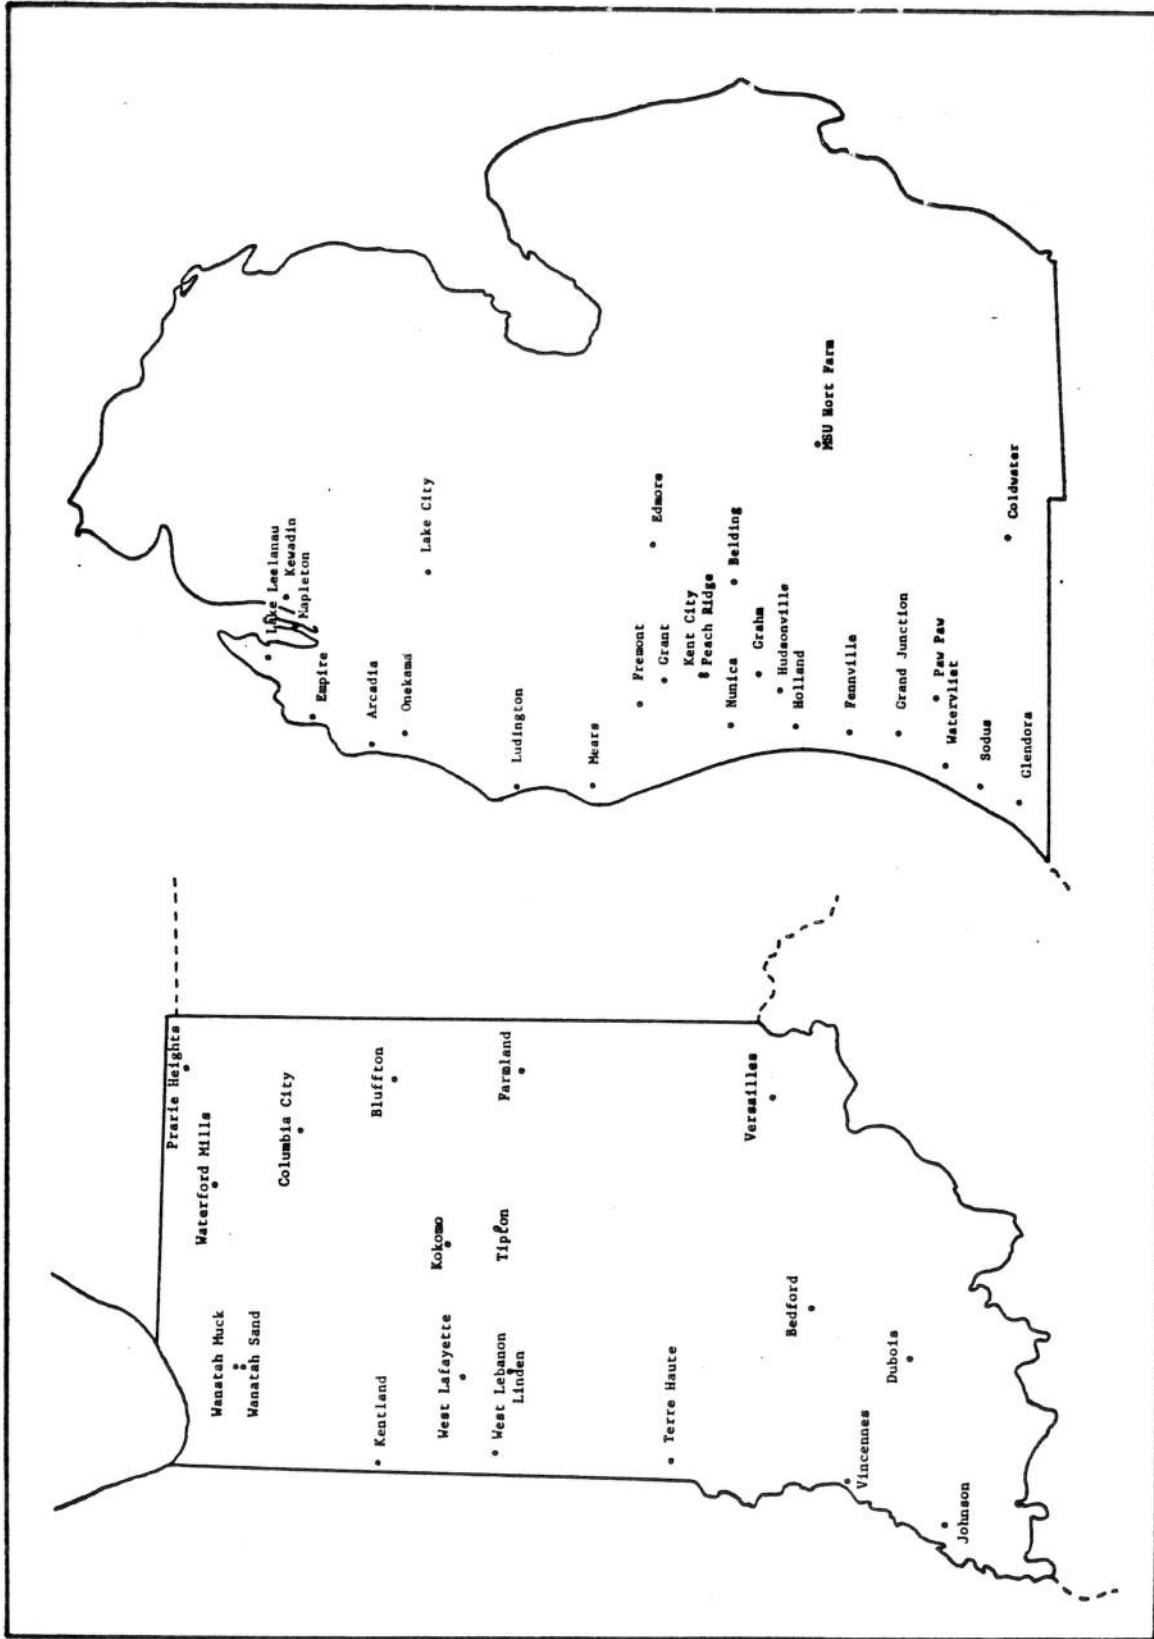 Prarie Heights
Waterford Mills
Wanatah Muck
Wanatah Sand
Columbia City
Bluffton
Kentland
Kokomo
West Lafayette
Farmland
Tipton
West Lebanon
Linden
Terre Haute
Versailles
Bedford
Vincennes
Dubois
Johnson
Lake Leelanau
Kewadin
Mapleton
Empire
Arcadia
Onekama
Lake City
Ludington
Mears
Fremont
Edmore
Grant
Kent City
Peach Ridge
Nunica
Belding
Grahm
Hudsonville
Holland
MSU Hort Farm
Fennville
Grand Junction
Paw Paw
Watervliet
Sodus
Coldwater
Glendora